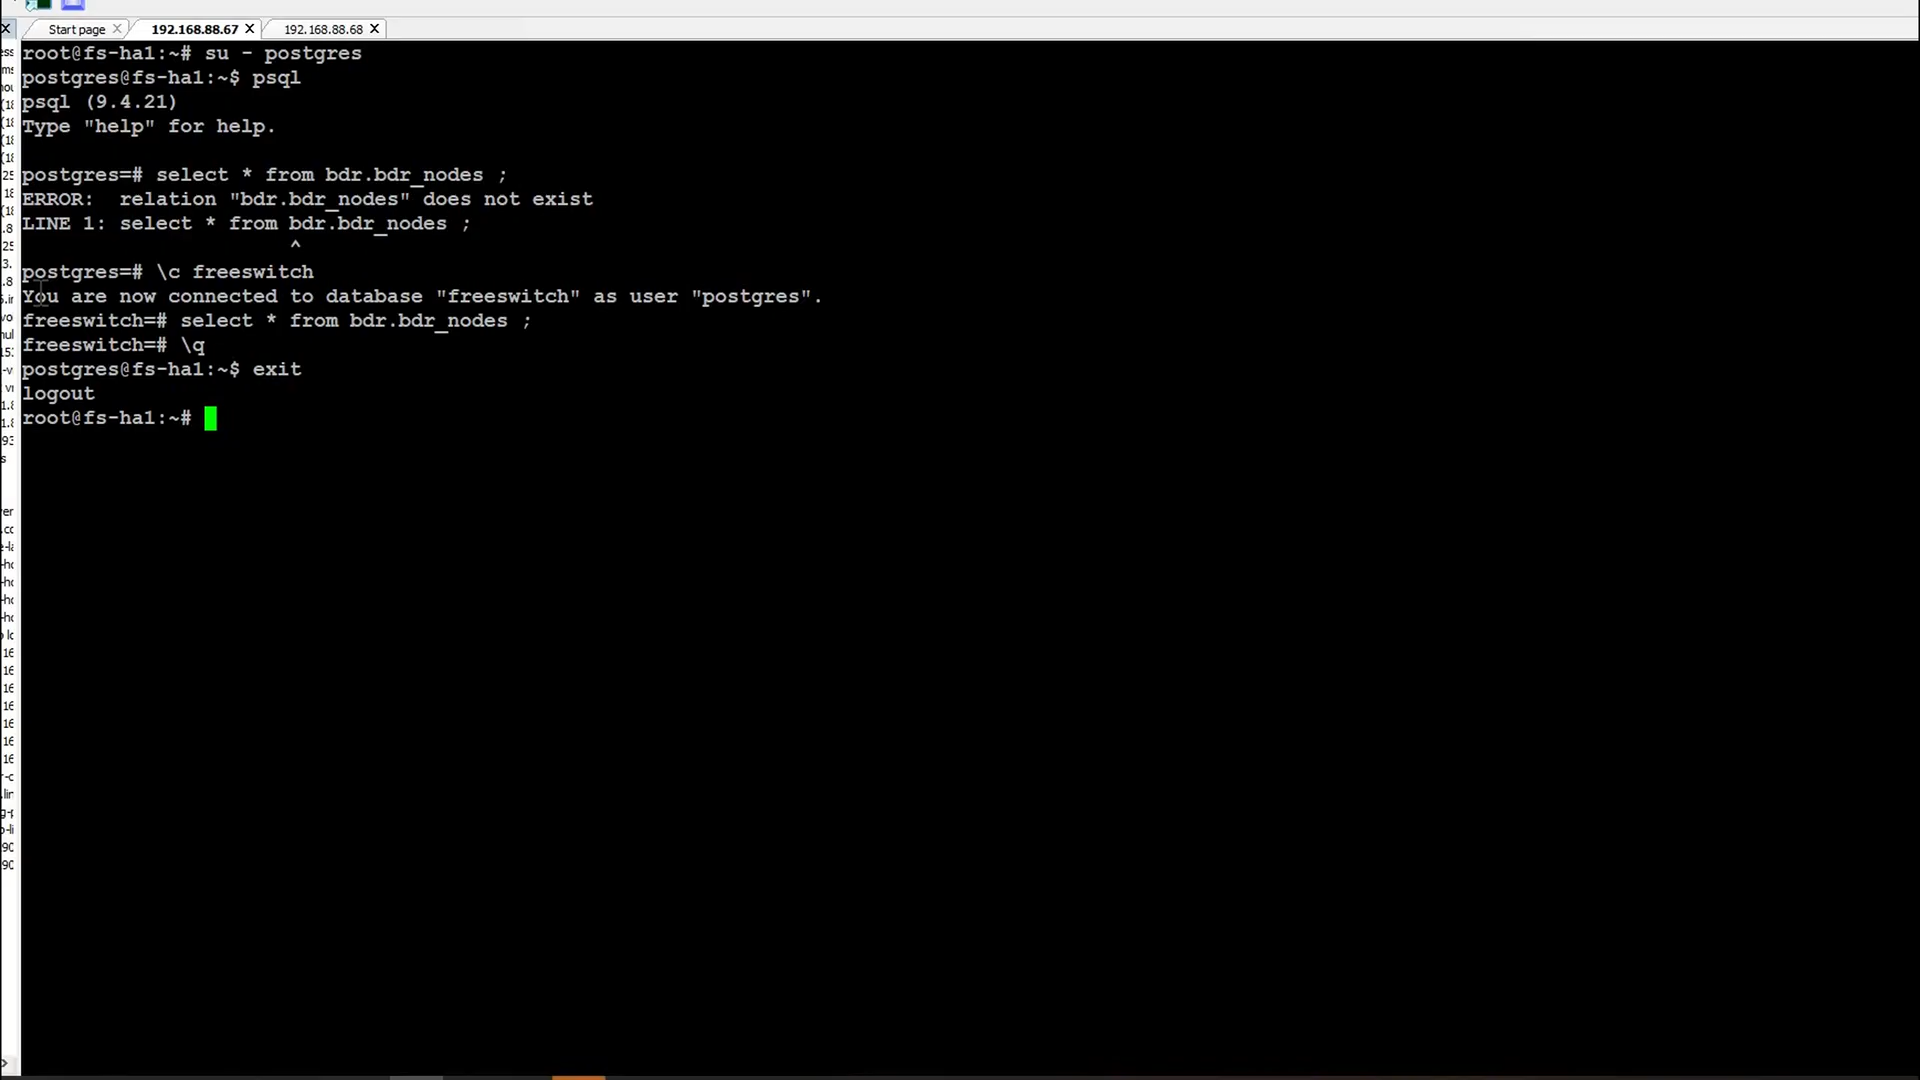 Start page
192.168.88.67
192.168.88.68
root@fs-ha1:~# su - postgres
postgres@fs-ha1:~$ psql
psql (9.4.21)
Type "help" for help.
postgres=# select * from bdr.bdr_nodes ;
ERROR:  relation "bdr.bdr_nodes" does not exist
LINE 1: select * from bdr.bdr_nodes ;
^
postgres=# \c freeswitch
You are now connected to database "freeswitch" as user "postgres".
freeswitch=# select * from bdr.bdr_nodes ;
freeswitch=# \q
postgres@fs-ha1:~$ exit
logout
root@fs-ha1:~#